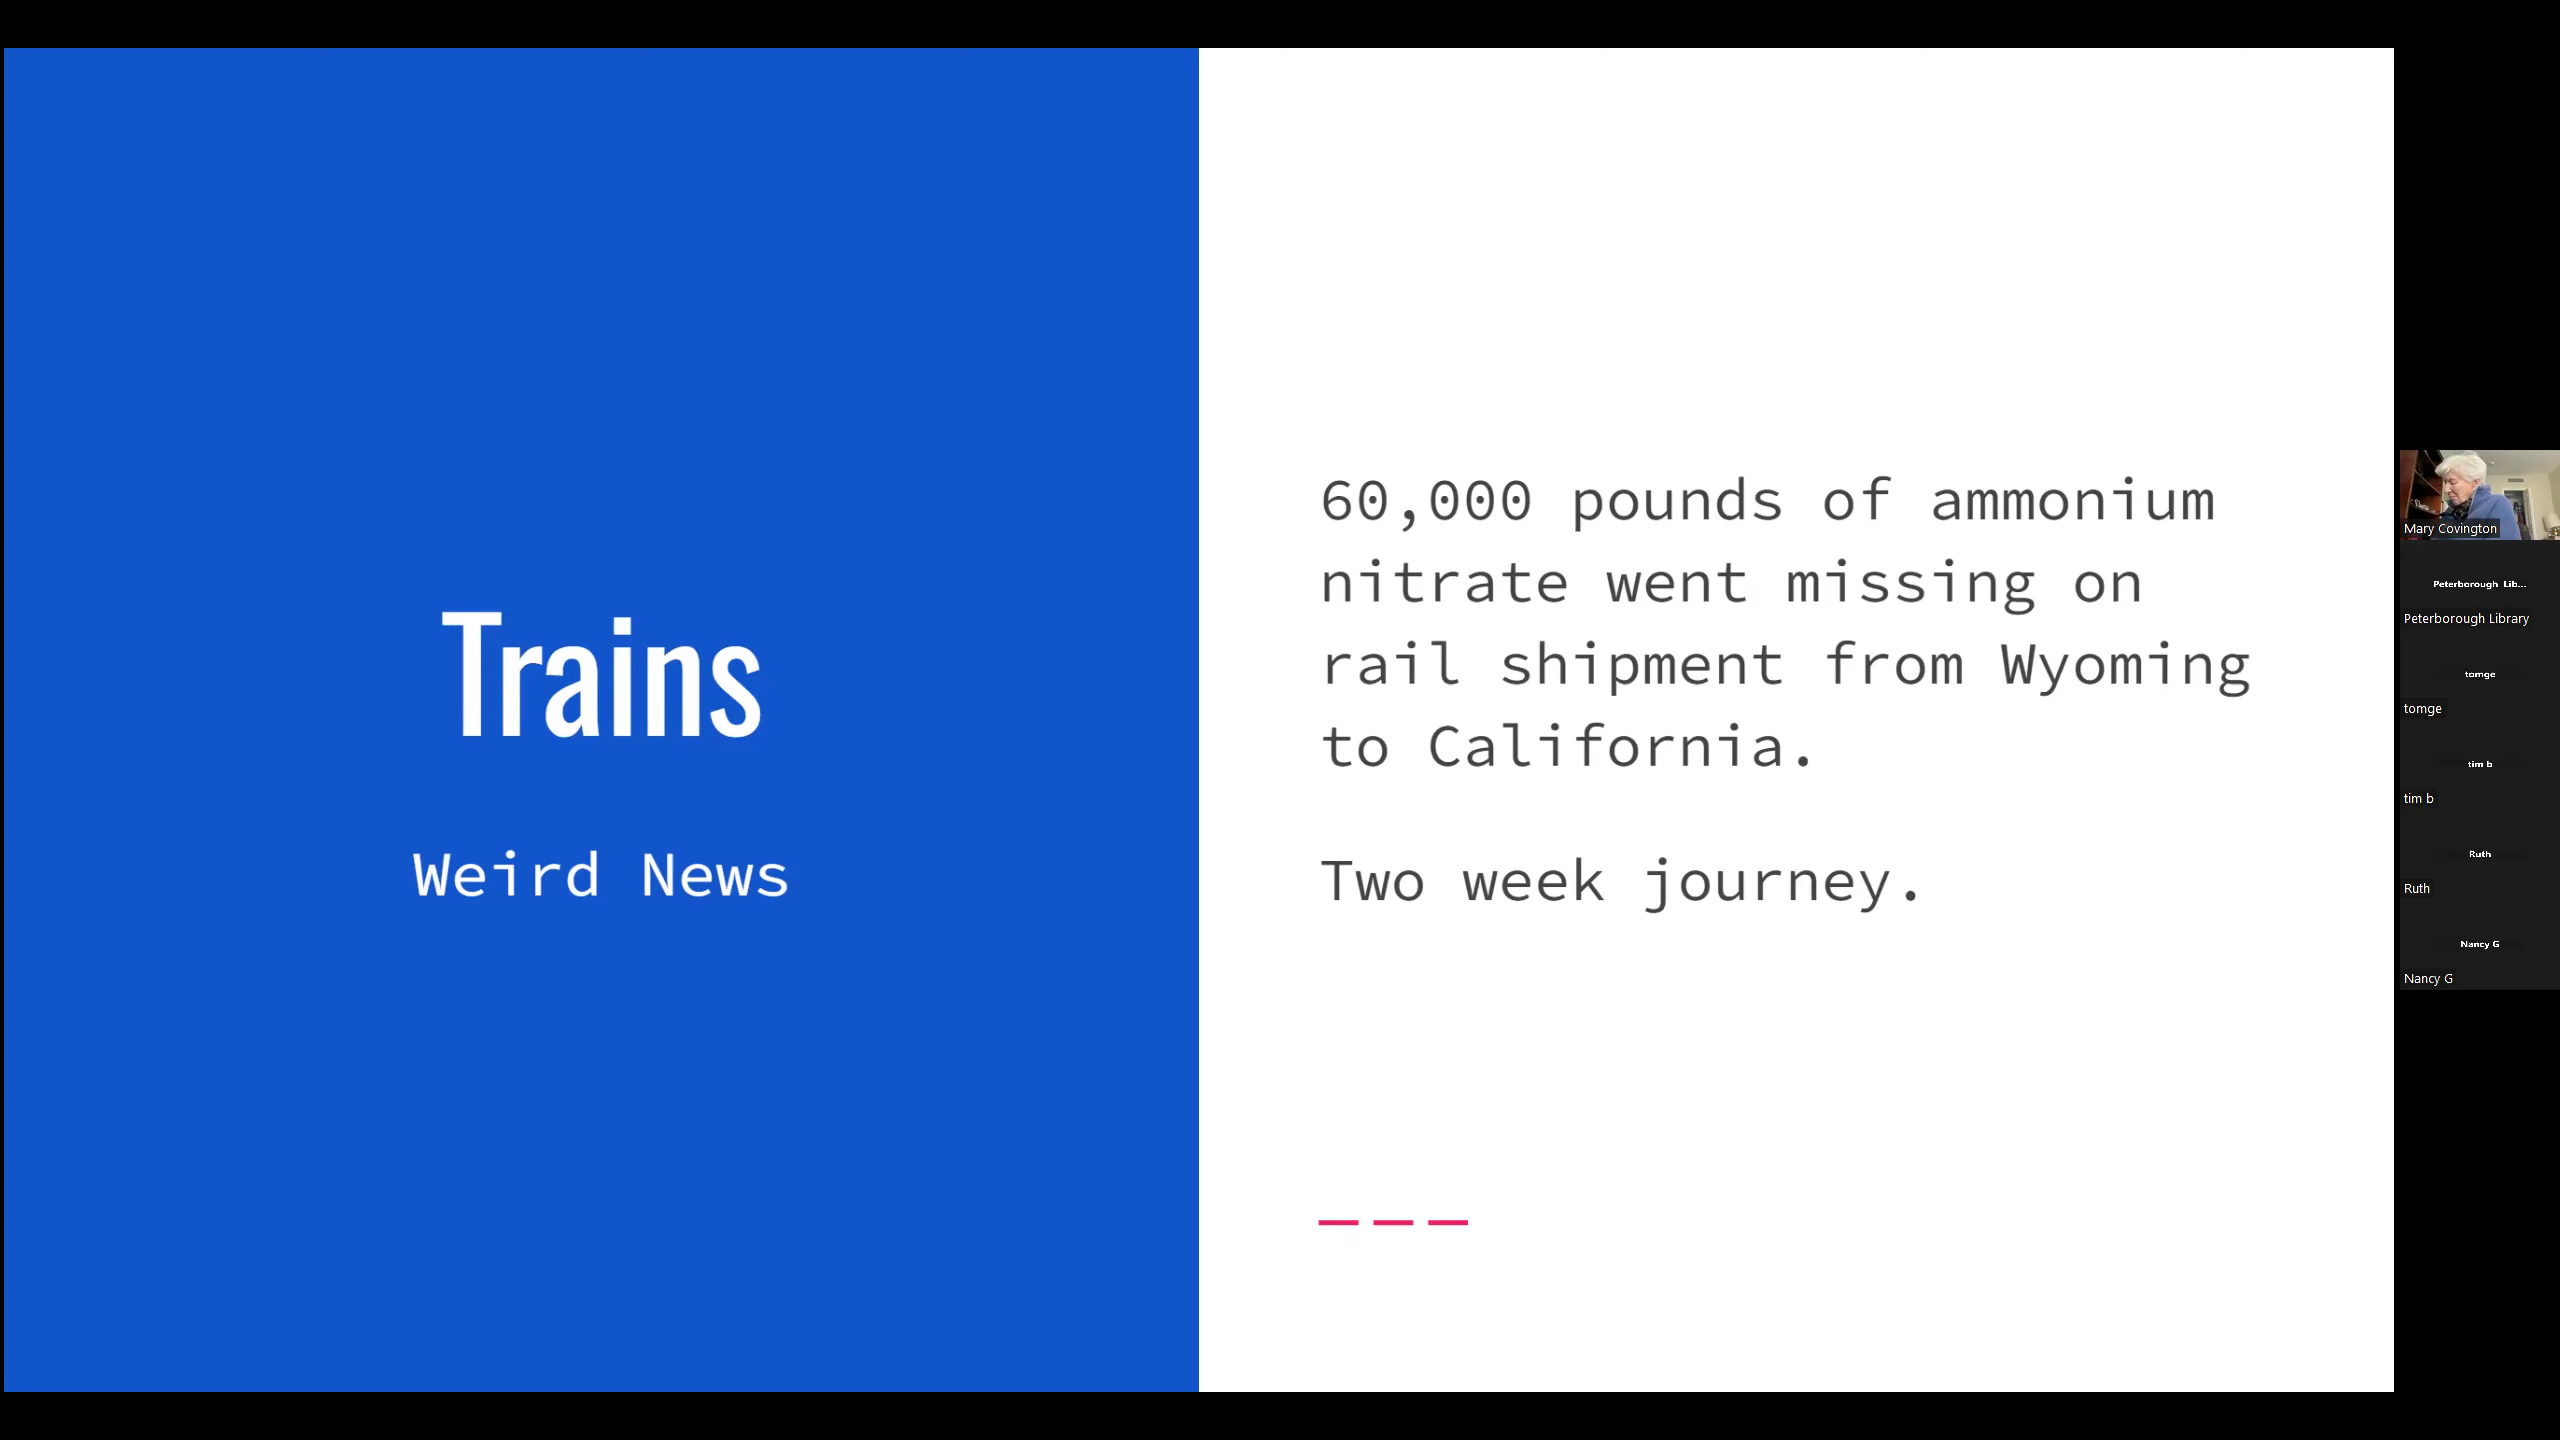 Trains
Weird News
60,000 pounds of ammonium
nitrate went missing on
rail shipment from Wyoming
to California.
Two week journey.
Mary Covington
Peterborough Lib...
Peterborough Library
tomge
tomge
tim b
tim b
Ruth
Ruth
Nancy G
Nancy G